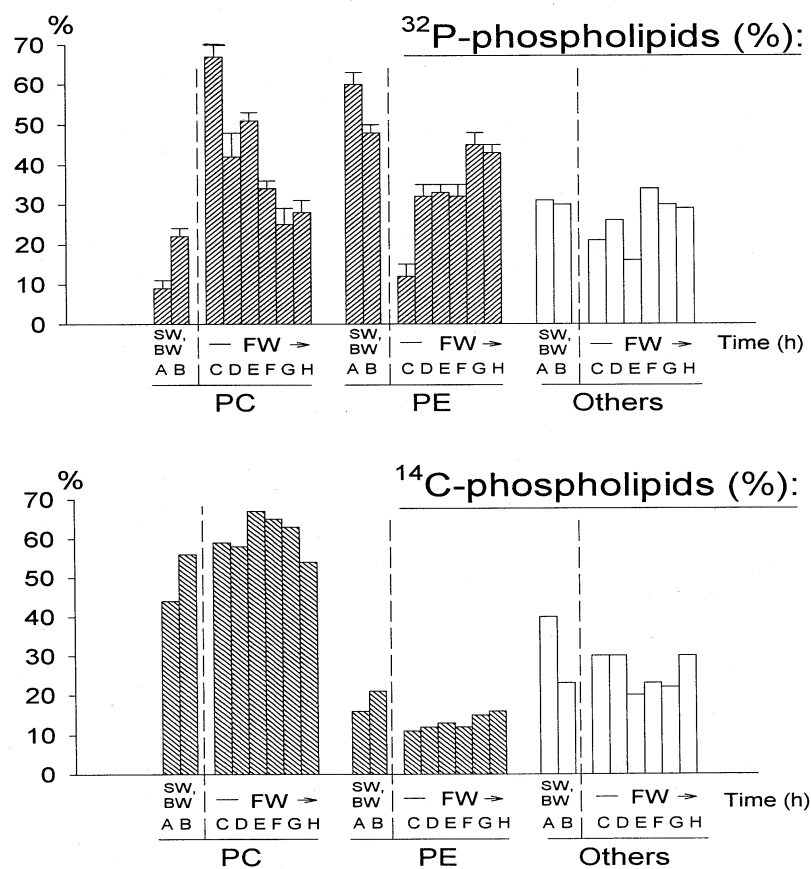 %
³²P-phospholipids (%):
70
60
50
40
30
20
10
0
SW, BW — FW → SW, BW — FW → SW, BW — FW → Time (h)
A B C D E F G H A B C D E F G H A B C D E F G H
PC PE Others
%
¹⁴C-phospholipids (%):
70
60
50
40
30
20
10
0
SW, BW — FW → SW, BW — FW → SW, BW — FW → Time (h)
A B C D E F G H A B C D E F G H A B C D E F G H
PC PE Others